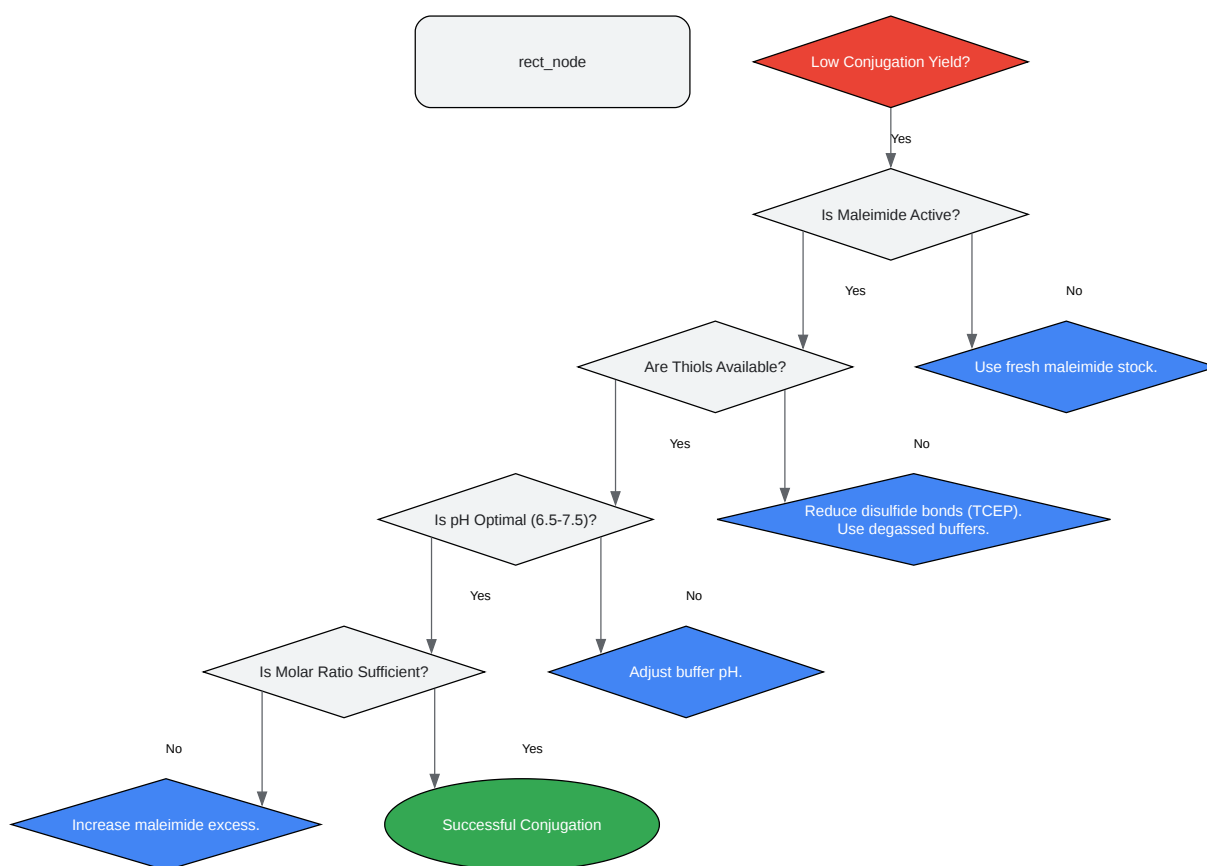 rect_node
Low Conjugation Yield?
Yes
Is Maleimide Active?
Yes
No
Are Thiols Available?
Use fresh maleimide stock.
Yes
No
Is pH Optimal (6.5-7.5)?
Reduce disulfide bonds (TCEP).
Use degassed buffers.
Yes
No
Is Molar Ratio Sufficient?
Adjust buffer pH.
No
Yes
Increase maleimide excess.
Successful Conjugation